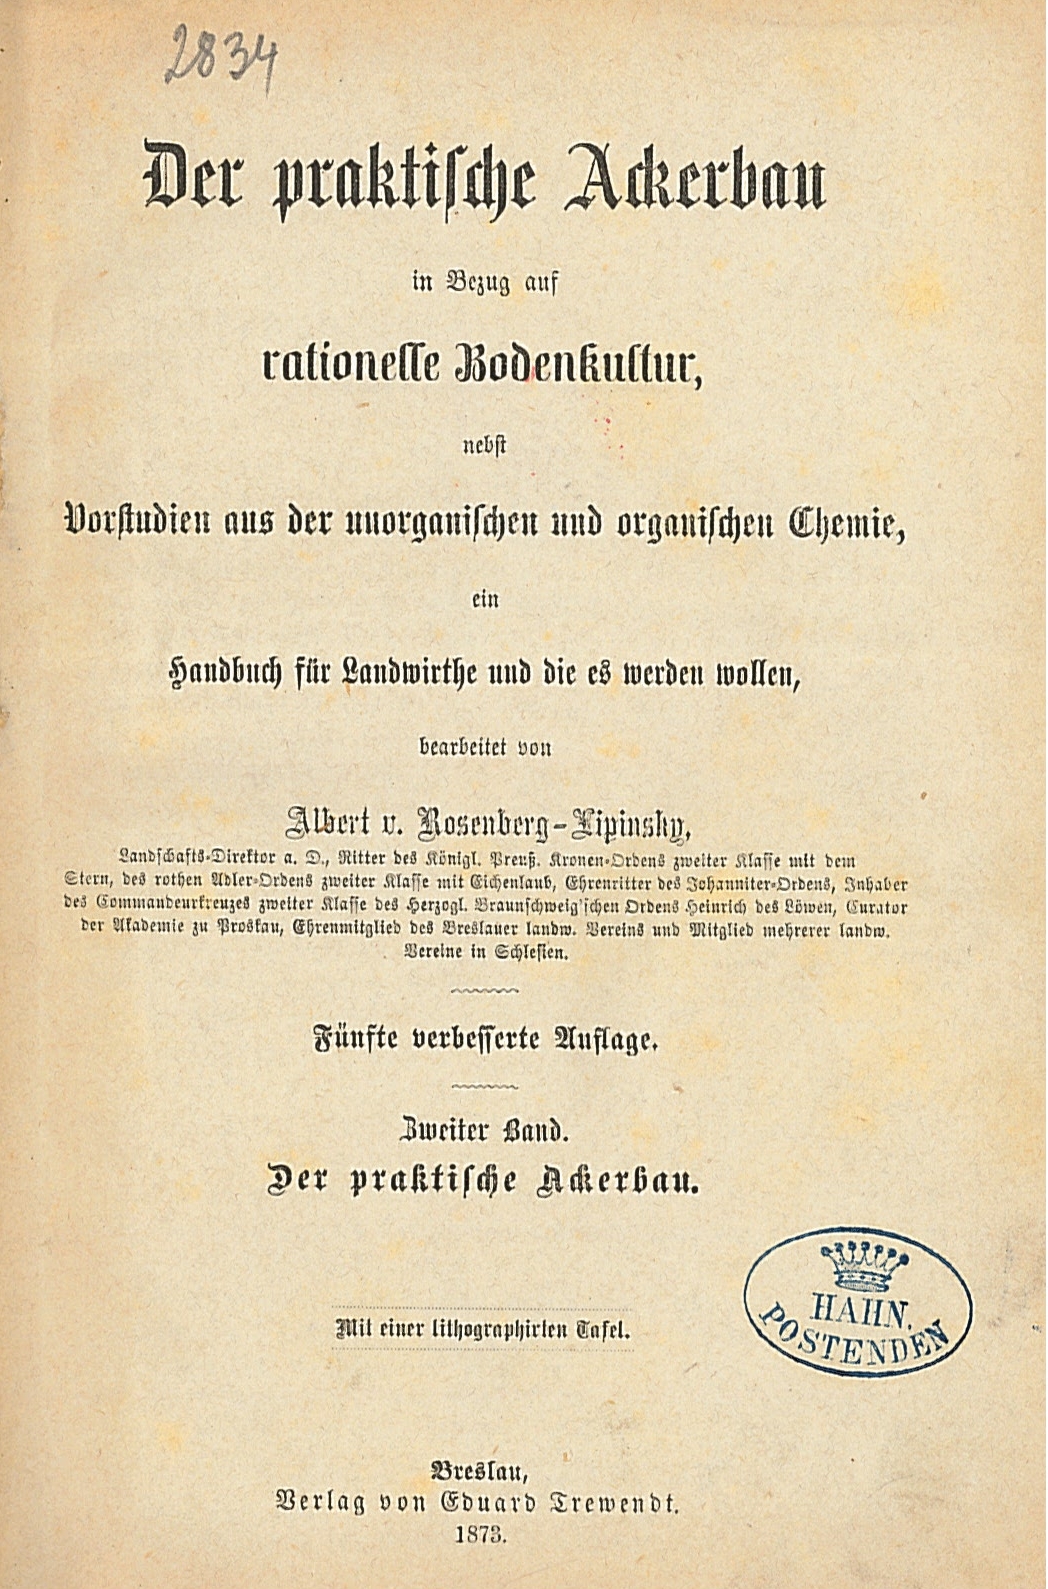 2834
Der praktische Ackerbau
in Bezug auf
rationelle Bodenkultur,
nebst
Vorstudien aus der unorganischen und organischen Chemie,
ein
Handbuch für Landwirthe und die es werden wollen,
bearbeitet von
Albert v. Rosenberg-Lipinsky,
Landschafts-Direktor a. D., Ritter des Königl. Preuß. Kronen-Ordens zweiter Klasse mit dem
Stern, des rothen Adler-Ordens zweiter Klasse mit Eichenlaub, Ehrenritter des Johanniter-Ordens, Inhaber
des Commandeurkreuzes zweiter Klasse des Herzogl. Braunschweig'schen Ordens Heinrich des Löwen, Curator
der Akademie zu Proskau, Ehrenmitglied des Breslauer landw. Vereins und Mitglied mehrerer landw.
Vereine in Schlesien.
Fünfte verbesserte Auflage.
Zweiter Band.
Der praktische Ackerbau.
HAHN.
POSTENDEN
Mit einer lithographirten Tafel.
Breslau,
Verlag von Eduard Trewendt.
1873.